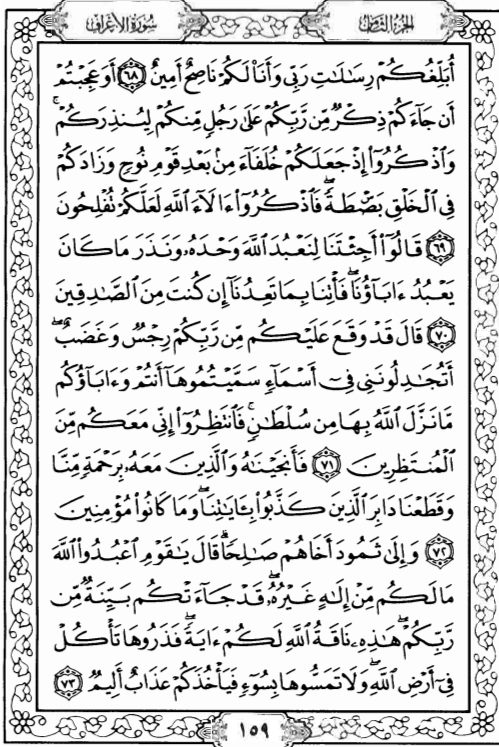 الجزء الثامن
سورة الأعراف
أُبَلِّغُكُمْ رِسَٰلَٰتِ رَبِّى وَأَنَا۠ لَكُمْ نَاصِحٌ أَمِينٌ ٦٨ أَوَعَجِبْتُمْ
أَن جَآءَكُمْ ذِكْرٌ مِّن رَّبِّكُمْ عَلَىٰ رَجُلٍ مِّنكُمْ لِيُنذِرَكُمْ ۚ
وَٱذْكُرُوٓا۟ إِذْ جَعَلَكُمْ خُلَفَآءَ مِنۢ بَعْدِ قَوْمِ نُوحٍ وَزَادَكُمْ
فِى ٱلْخَلْقِ بَصْۜطَةً ۖ فَٱذْكُرُوٓا۟ ءَالَآءَ ٱللَّهِ لَعَلَّكُمْ تُفْلِحُونَ
٦٩ قَالُوٓا۟ أَجِئْتَنَا لِنَعْبُدَ ٱللَّهَ وَحْدَهُۥ وَنَذَرَ مَا كَانَ
يَعْبُدُ ءَابَآؤُنَا ۖ فَأْتِنَا بِمَا تَعِدُنَآ إِن كُنتَ مِنَ ٱلصَّٰدِقِينَ
٧٠ قَالَ قَدْ وَقَعَ عَلَيْكُم مِّن رَّبِّكُمْ رِجْسٌ وَغَضَبٌ ۖ
أَتُجَٰدِلُونَنِى فِىٓ أَسْمَآءٍ سَمَّيْتُمُوهَآ أَنتُمْ وَءَابَآؤُكُم
مَّا نَزَّلَ ٱللَّهُ بِهَا مِن سُلْطَٰنٍ ۚ فَٱنتَظِرُوٓا۟ إِنِّى مَعَكُم مِّنَ
ٱلْمُنتَظِرِينَ ٧١ فَأَنجَيْنَٰهُ وَٱلَّذِينَ مَعَهُۥ بِرَحْمَةٍ مِّنَّا
وَقَطَعْنَا دَابِرَ ٱلَّذِينَ كَذَّبُوا۟ بِـَٔايَٰتِنَا ۖ وَمَا كَانُوا۟ مُؤْمِنِينَ
٧٢ وَإِلَىٰ ثَمُودَ أَخَاهُمْ صَٰلِحًا ۗ قَالَ يَٰقَوْمِ ٱعْبُدُوا۟ ٱللَّهَ
مَا لَكُم مِّنْ إِلَٰهٍ غَيْرُهُۥ ۖ قَدْ جَآءَتْكُم بَيِّنَةٌ مِّن
رَّبِّكُمْ ۖ هَٰذِهِۦ نَاقَةُ ٱللَّهِ لَكُمْ ءَايَةً ۖ فَذَرُوهَا تَأْكُلْ
فِىٓ أَرْضِ ٱللَّهِ ۖ وَلَا تَمَسُّوهَا بِسُوٓءٍ فَيَأْخُذَكُمْ عَذَابٌ أَلِيمٌ ٧٣
١٥٩